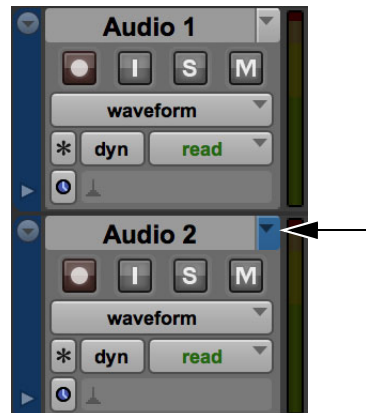 Audio 1
I S M
waveform
* dyn read
Audio 2
I S M
waveform
* dyn read